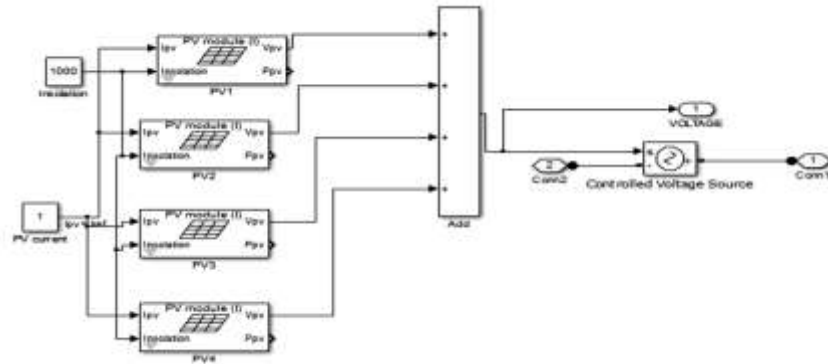 PV module (I)
Ipv
Vpv
Insolation
Ppv
PV1
1000
Insolation
PV module (I)
Ipv
Vpv
Insolation
Ppv
PV2
1
PV current
PV module (I)
Ipv
Vpv
Insolation
Ppv
PV3
PV module (I)
Ipv
Vpv
Insolation
Ppv
PV4
+
+
+
+
Add
1
VOLTAGE
2
Conn2
Controlled Voltage Source
1
Conn1